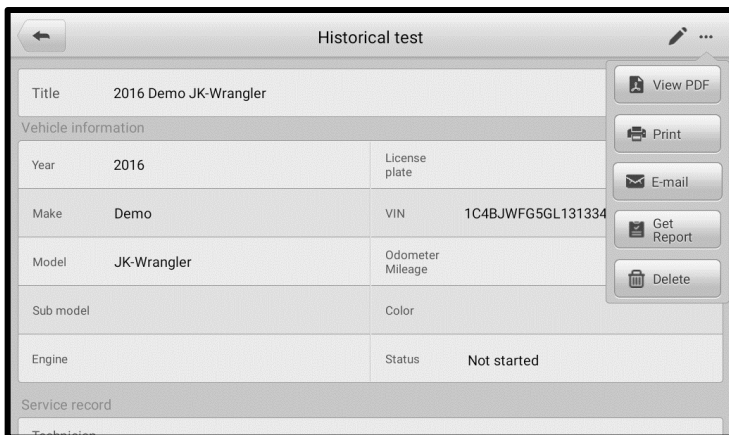 Historical test
Title 2016 Demo JK-Wrangler
Vehicle information
Year 2016 License plate
Make Demo VIN 1C4BJWFG5GL131334
Model JK-Wrangler Odometer Mileage
Sub model Color
Engine Status Not started
Service record
Technician
View PDF
Print
E-mail
Get Report
Delete